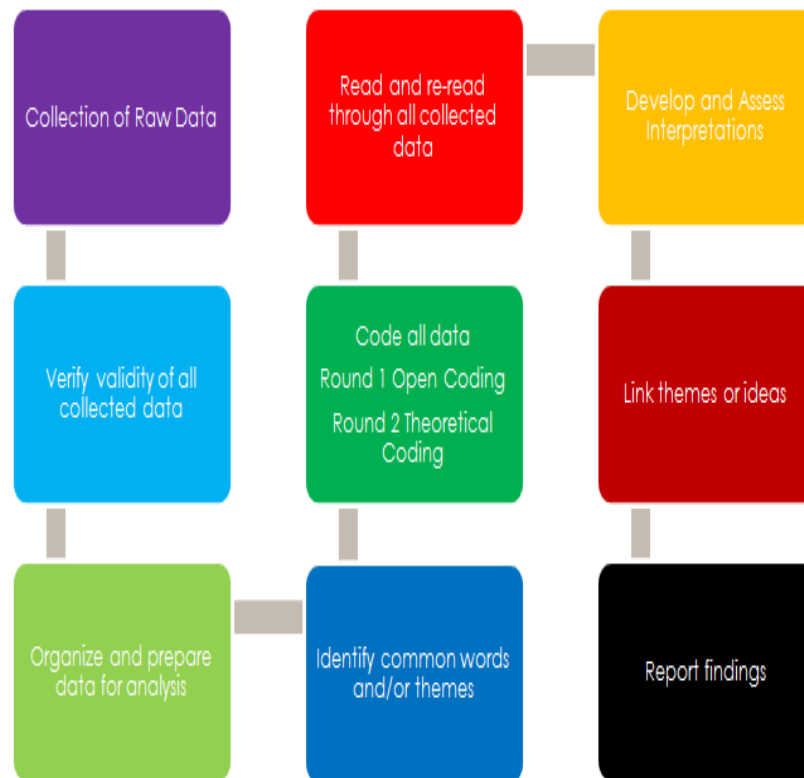 Collection of Raw Data
Verify validity of all
collected data
Organize and prepare
data for analysis
Identify common words
and/or themes
Code all data
Round 1 Open Coding
Round 2 Theoretical
Coding
Read and re-read
through all collected
data
Develop and Assess
Interpretations
Link themes or ideas
Report findings